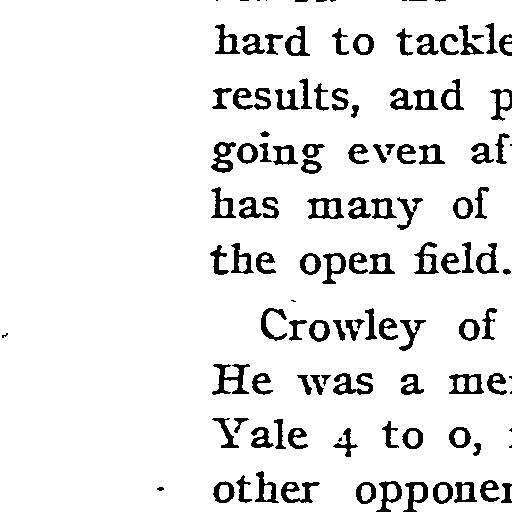 hard to tackle
results, and p
going even af
has many of
the open field.
Crowley of
He was a me
Yale 4 to 0,
other oppone